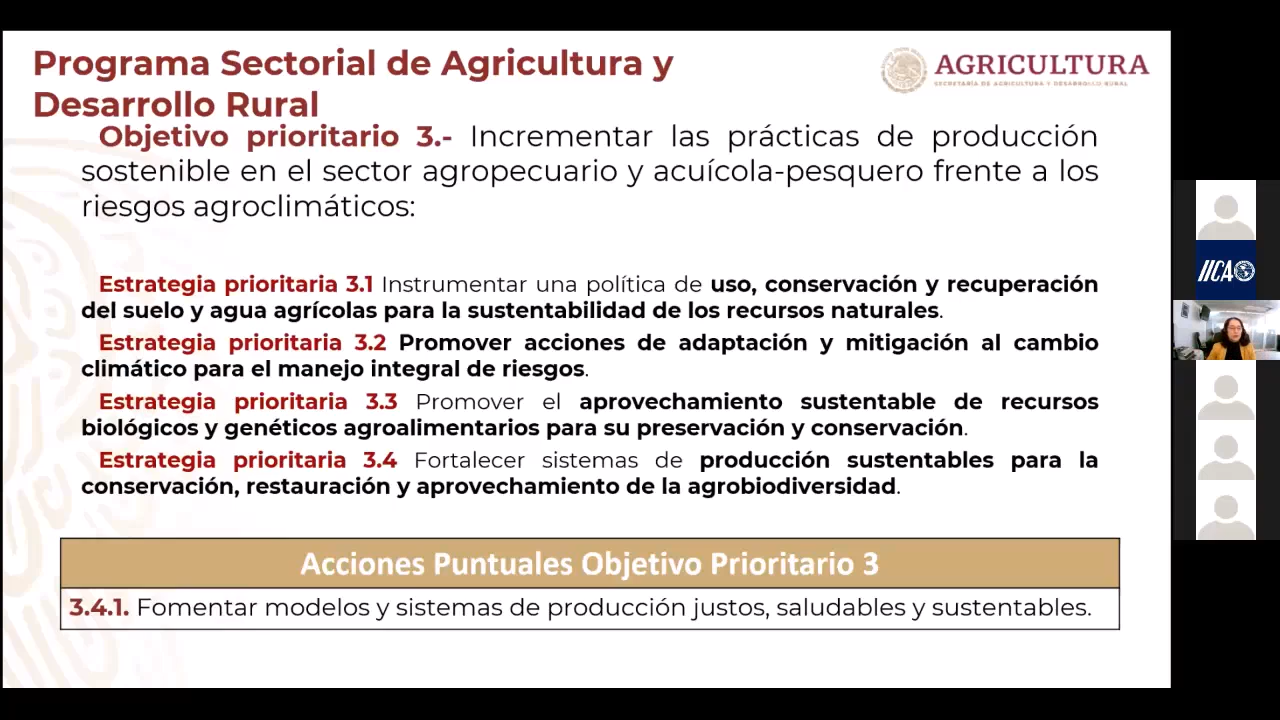 Programa Sectorial de Agricultura y
Desarrollo Rural
AGRICULTURA
SECRETARÍA DE AGRICULTURA Y DESARROLLO RURAL
Objetivo prioritario 3.- Incrementar las prácticas de producción
sostenible en el sector agropecuario y acuícola-pesquero frente a los
riesgos agroclimáticos:
Estrategia prioritaria 3.1 Instrumentar una política de uso, conservación y recuperación
del suelo y agua agrícolas para la sustentabilidad de los recursos naturales.
Estrategia prioritaria 3.2 Promover acciones de adaptación y mitigación al cambio
climático para el manejo integral de riesgos.
Estrategia prioritaria 3.3 Promover el aprovechamiento sustentable de recursos
biológicos y genéticos agroalimentarios para su preservación y conservación.
Estrategia prioritaria 3.4 Fortalecer sistemas de producción sustentables para la
conservación, restauración y aprovechamiento de la agrobiodiversidad.
Acciones Puntuales Objetivo Prioritario 3
3.4.1. Fomentar modelos y sistemas de producción justos, saludables y sustentables.
IICA